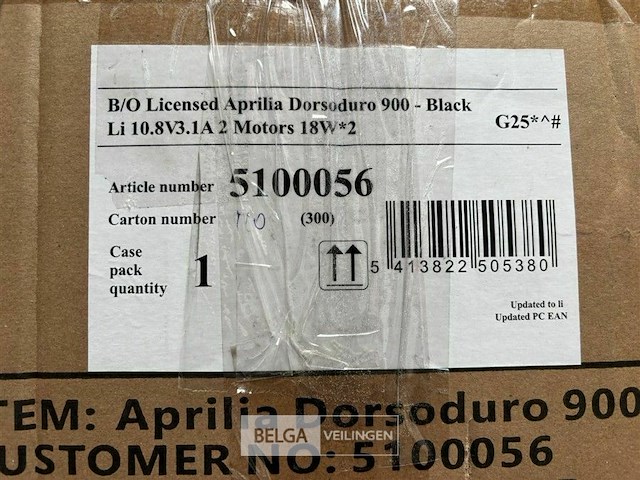 B/O Licensed Aprilia Dorsoduro 900 - Black
Li 10.8V3.1A 2 Motors 18W*2
G25*^#
Article number 5100056
Carton number (300)
Case
pack
quantity
1
5 413822 505380
Updated to li
Updated PC EAN
TEM: Aprilia Dorsoduro 900
USTOMER NO: 5100056
BELGA VEILINGEN